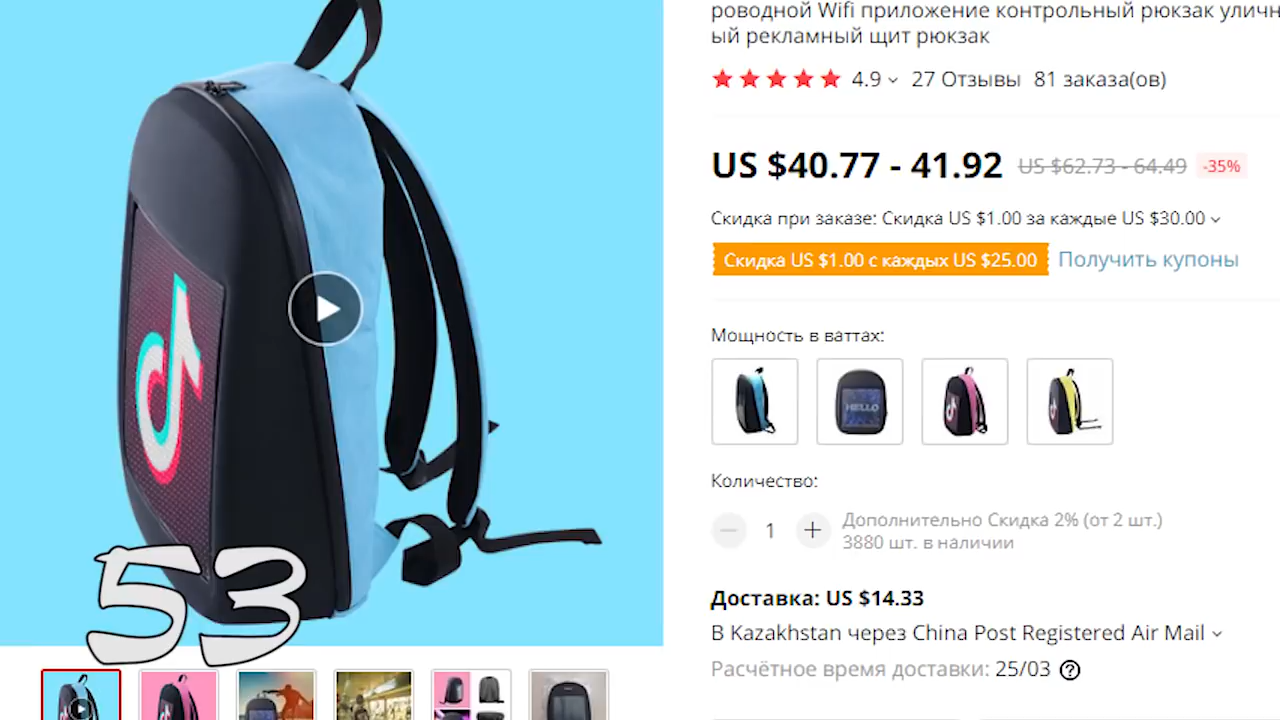 роводной Wifi приложение контрольный рюкзак уличн
ый рекламный щит рюкзак
4.9 27 Отзывы 81 заказа(ов)
US $40.77 - 41.92 US $62.73 - 64.49 -35%
Скидка при заказе: Скидка US $1.00 за каждые US $30.00
Скидка US $1.00 с каждых US $25.00 Получить купоны
Мощность в ваттах:
HELLO
Количество:
1
Дополнительно Скидка 2% (от 2 шт.)
3880 шт. в наличии
53
Доставка: US $14.33
В Kazakhstan через China Post Registered Air Mail
Расчётное время доставки: 25/03